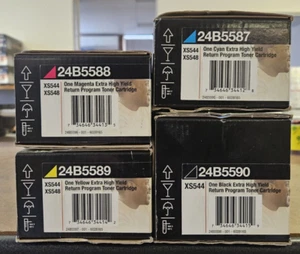 24B5588
XS544
XS548
One Magenta Extra High Yield
Return Program Toner Cartridge
24B5587
XS544
XS548
One Cyan Extra High Yield
Return Program Toner Cartridge
24B5589
XS544
XS548
One Yellow Extra High Yield
Return Program Toner Cartridge
24B5590
XS544
One Black Extra High Yield
Return Program Toner Cartridge